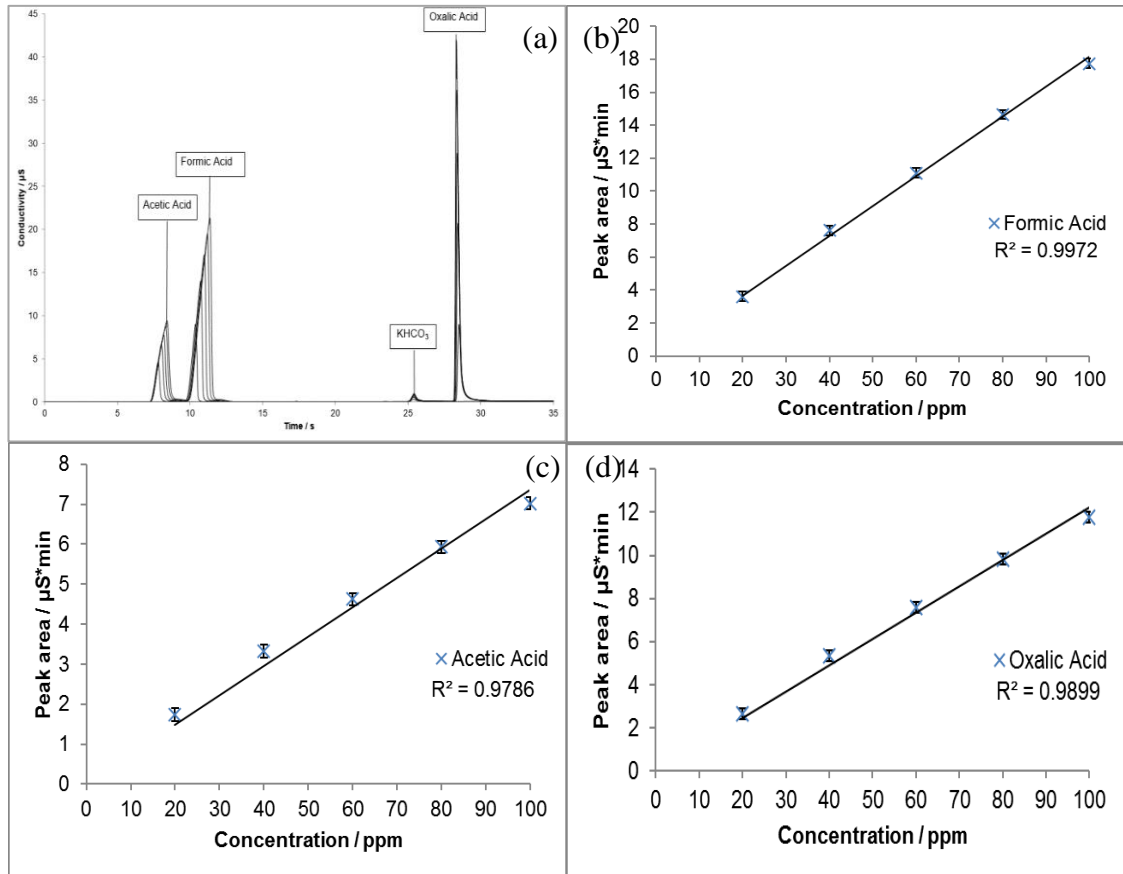 (a)
45
40
35
30
25
20
15
10
5
0
Conductivity / µS
Oxalic Acid
Formic Acid
Acetic Acid
KHCO₃
0 5 10 15 20 25 30 35
Time / s
(b)
20
18
16
14
12
10
8
6
4
2
0
Peak area / µS*min
Formic Acid
R² = 0.9972
0 10 20 30 40 50 60 70 80 90 100
Concentration / ppm
(c)
8
7
6
5
4
3
2
1
0
Peak area / µS*min
Acetic Acid
R² = 0.9786
0 10 20 30 40 50 60 70 80 90 100
Concentration / ppm
(d)
14
12
10
8
6
4
2
0
Peak area / µS*min
Oxalic Acid
R² = 0.9899
0 10 20 30 40 50 60 70 80 90 100
Concentration / ppm